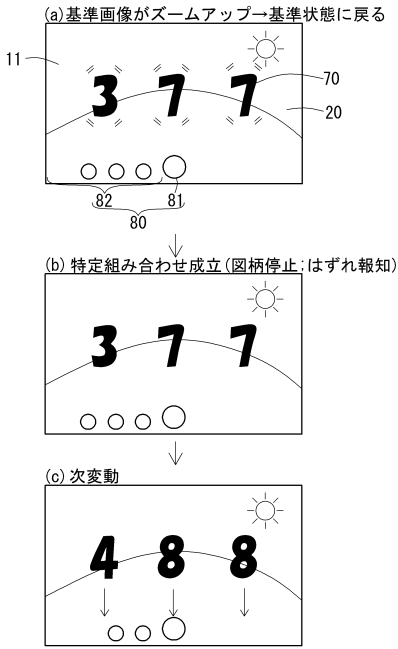 (a)基準画像がズームアップ→基準状態に戻る
11
3 7 7
70
20
82
81
80
(b)特定組み合わせ成立(図柄停止;はずれ報知)
3 7 7
(c)次変動
4 8 8